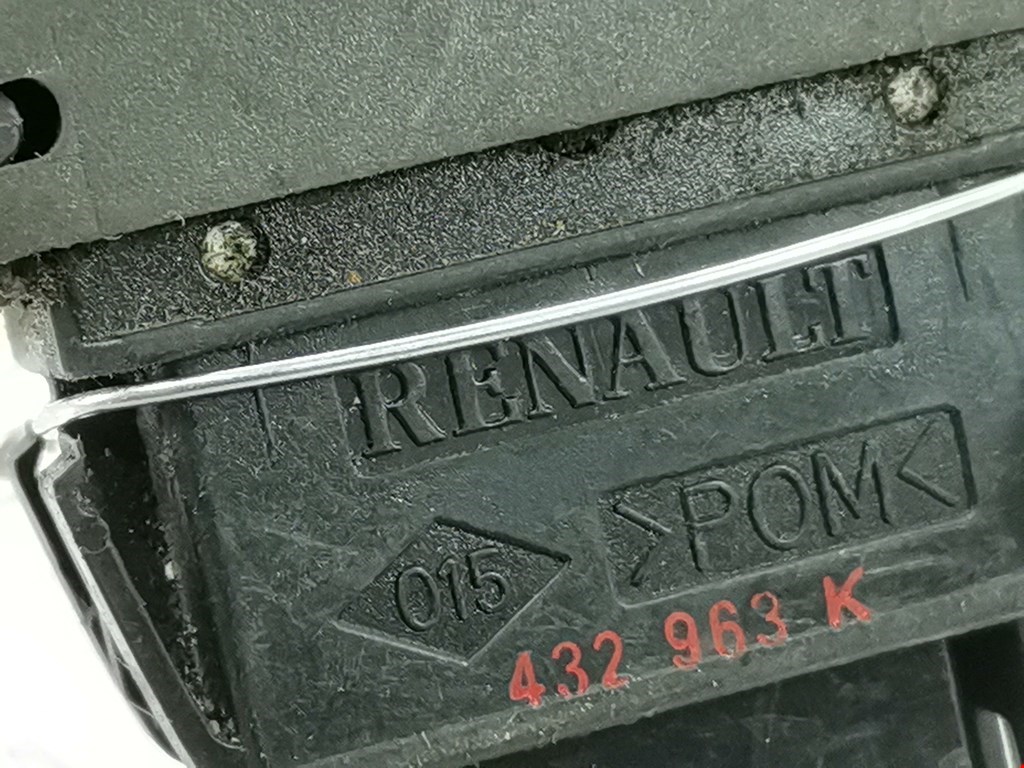 RENAULT
>POM<
015
432 963 K